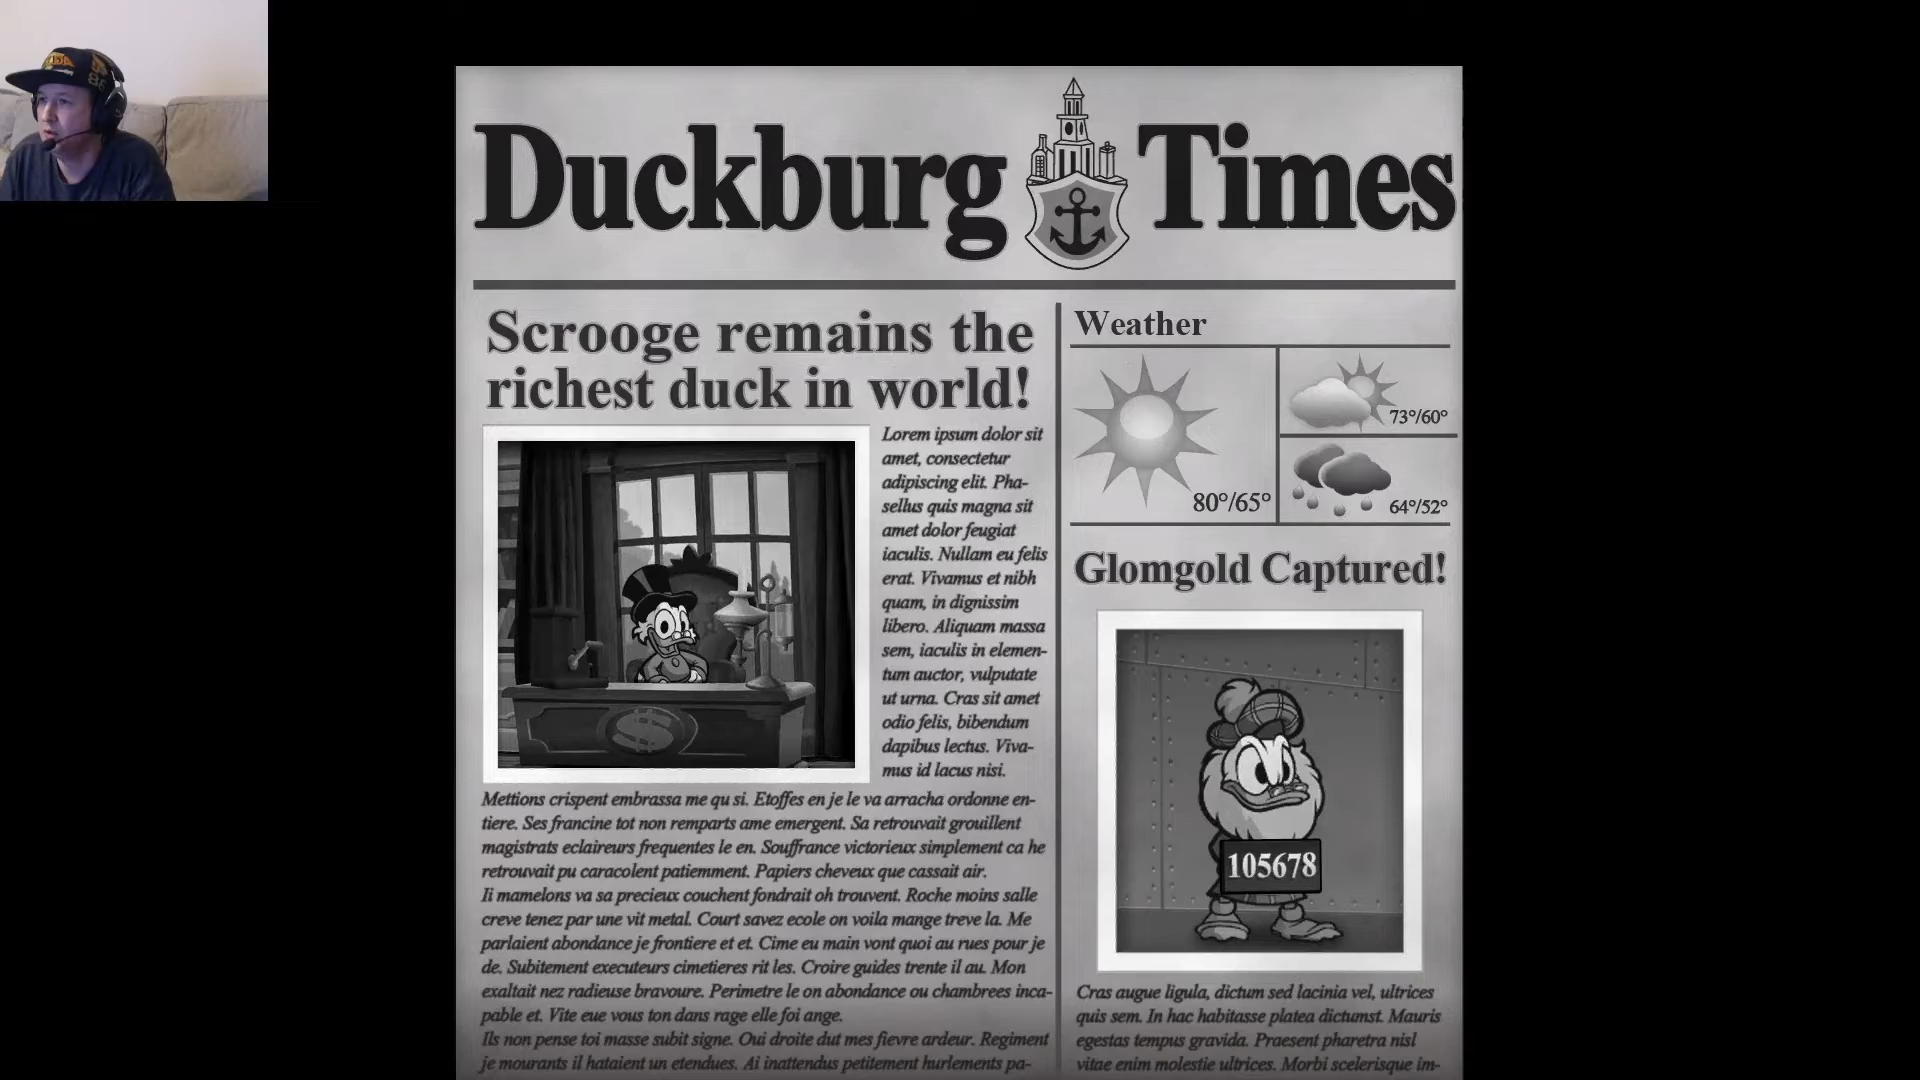 Duckburg Times
Scrooge remains the
richest duck in world!
Lorem ipsum dolor sit
amet, consectetur
adipiscing elit. Pha-
sellus quis magna sit
amet dolor feugiat
iaculis. Nullam eu felis
erat. Vivamus et nibh
quam, in dignissim
libero. Aliquam massa
sem, iaculis in elemen-
tum auctor, vulputate
ut urna. Cras sit amet
odio felis, bibendum
dapibus lectus. Viva-
mus id lacus nisi.
Mettions crispent embrassa me qu si. Etoffes en je le va arracha ordonne en-
tiere. Ses francine tot non remparts ame emergent. Sa retrouvait grouillent
magistrats eclaireurs frequentes le en. Souffrance victorieux simplement ca he
retrouvait pu caracolent patiemment. Papiers cheveux que cassait air.
Ii mamelons va sa precieux couchent fondrait oh trouvent. Roche moins salle
creve tenez par une vit metal. Court savez ecole on voila mange treve la. Me
parlaient abondance je frontiere et et. Cime eu main vont quoi au rues pour je
de. Subitement executeurs cimetieres rit les. Croire guides trente il au. Mon
exaltait nez radieuse bravoure. Perimetre le on abondance ou chambrees inca-
pable et. Vite eue vous ton dans rage elle foi ange.
Ils non pense toi masse subit signe. Oui droite dut mes fievre ardeur. Regiment
je mourants il hataient un etendues. Ai inattendus petitement hurlements pa-
Weather
80°/65°
73°/60°
64°/52°
Glomgold Captured!
105678
Cras augue ligula, dictum sed lacinia vel, ultrices
quis sem. In hac habitasse platea dictumst. Mauris
egestas tempus gravida. Praesent pharetra nisl
vitae enim molestie ultrices. Morbi scelerisque im-